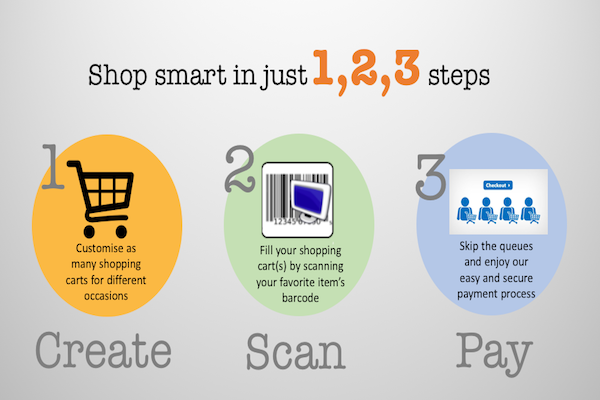 Shop smart in just 1,2,3 steps
1
Customise as
many shopping
carts for different
occasions
Create
2
Fill your shopping
cart(s) by scanning
your favorite item's
barcode
Scan
3
Checkout
Skip the queues
and enjoy our
easy and secure
payment process
Pay